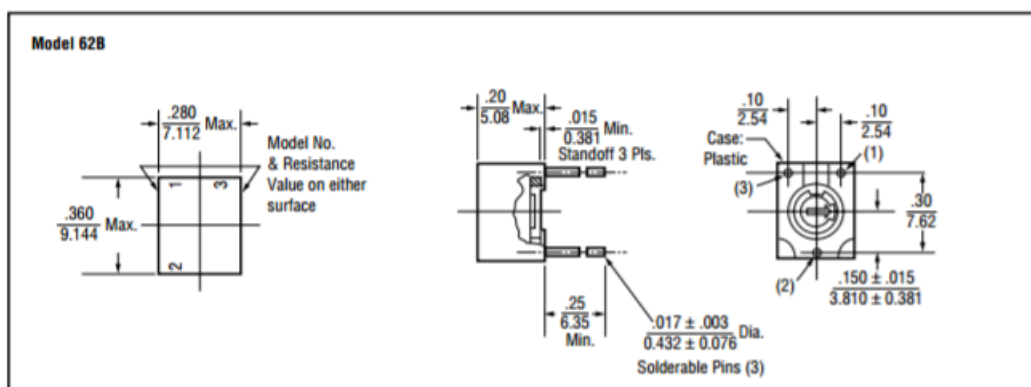 Model 62B
.280
7.112
Max.
Model No.
& Resistance
Value on either
surface
1
3
2
.360
9.144
Max.
.20
5.08
Max.
.015
0.381
Min.
Standoff 3 Pls.
.25
6.35
Min.
.017 ± .003
0.432 ± 0.076
Dia.
Solderable Pins (3)
.10
2.54
.10
2.54
Case:
Plastic
(1)
(3)
.30
7.62
(2)
.150 ± .015
3.810 ± 0.381